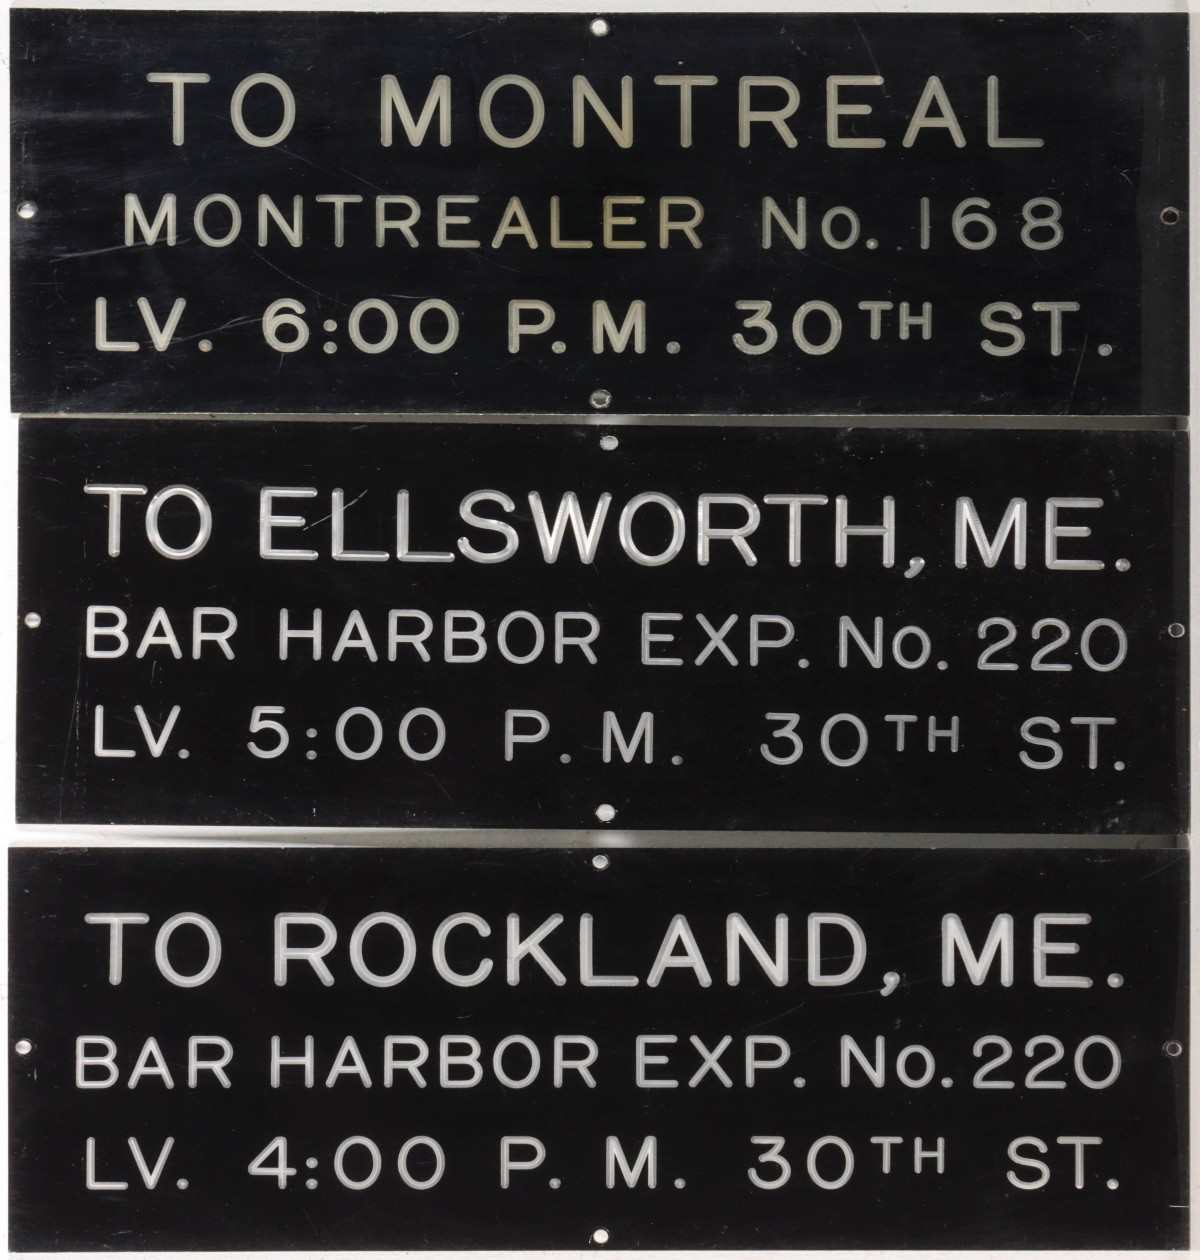 TO MONTREAL
MONTREALER No. 168
LV. 6:00 P.M. 30TH ST.
TO ELLSWORTH, ME.
BAR HARBOR EXP. No. 220
LV. 5:00 P.M. 30TH ST.
TO ROCKLAND, ME.
BAR HARBOR EXP. No. 220
LV. 4:00 P.M. 30TH ST.